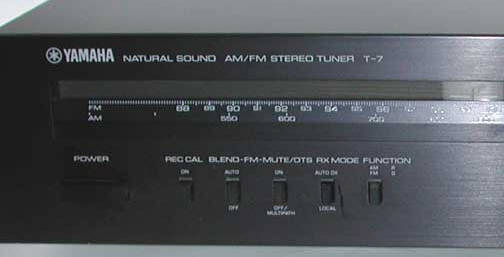 YAMAHA NATURAL SOUND AM/FM STEREO TUNER T-7
FM 88 89 90 91 92 93 94 95 96
AM 550 600 700
POWER REC CAL BLEND-FM-MUTE/OTS RX MODE FUNCTION
ON AUTO ON AUTO DX AM
FM
OFF OFF/ LOCAL
MULTIPATH